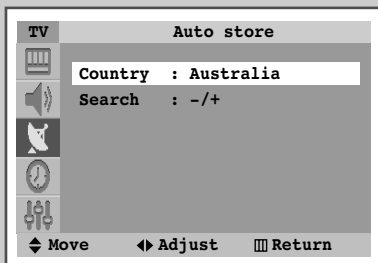 TV Auto store
Country : Australia
Search : -/+
Move Adjust Return